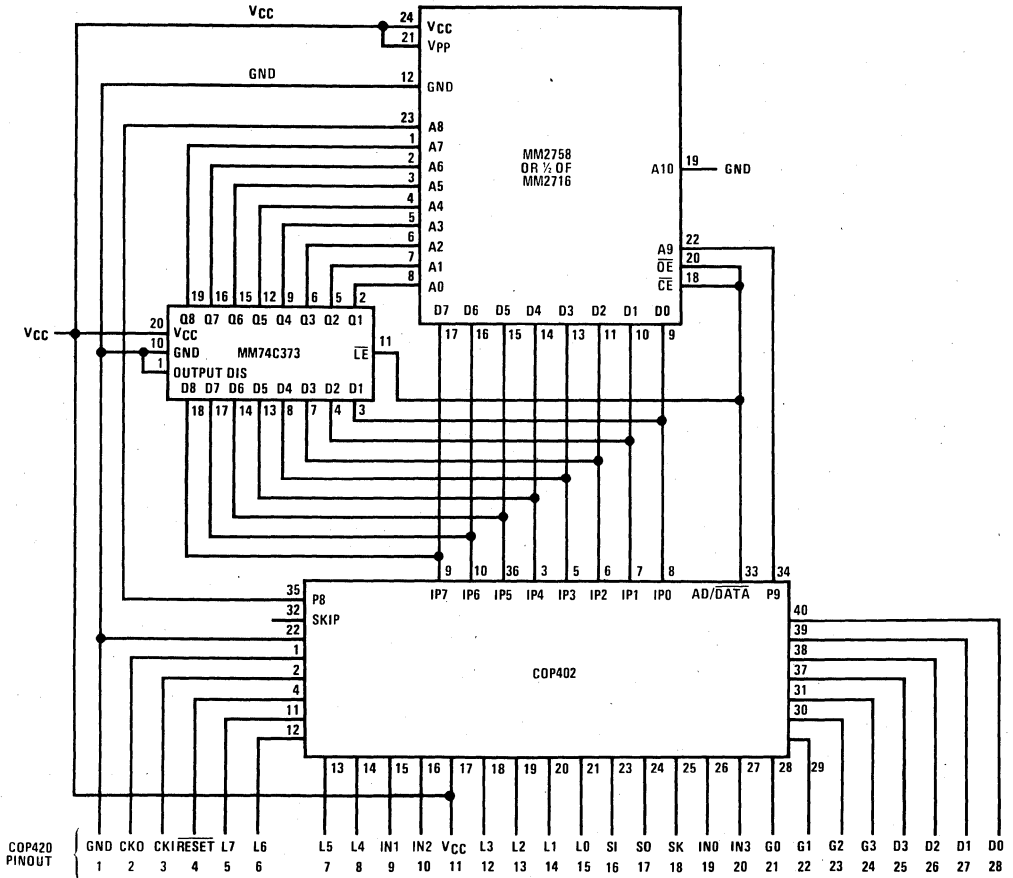 VCC
24 VCC
21 VPP
GND
12 GND
23 A8
1 A7
2 A6
3 A5
4 A4
5 A3
6 A2
7 A1
8 A0
MM2758
OR ½ OF
MM2716
A10 19 GND
A9 22
OE 20
CE 18
D7 D6 D5 D4 D3 D2 D1 D0
17 16 15 14 13 11 10 9
19 16 15 12 9 6 5 2
Q8 Q7 Q6 Q5 Q4 Q3 Q2 Q1
VCC 20 VCC
10 GND
1 OUTPUT DIS
MM74C373
LE 11
D8 D7 D6 D5 D4 D3 D2 D1
18 17 14 13 8 7 4 3
9 10 36 3 5 6 7 8 33 34
IP7 IP6 IP5 IP4 IP3 IP2 IP1 IP0 AD/DATA P9
35 P8
32 SKIP
22
1
2
4
11
12
COP402
40
39
38
37
31
30
13 14 15 16 17 18 19 20 21 23 24 25 26 27 28 29
COP420
PINOUT
GND CKO CKI RESET L7 L6 L5 L4 IN1 IN2 VCC L3 L2 L1 L0 SI SO SK IN0 IN3 G0 G1 G2 G3 D3 D2 D1 D0
1 2 3 4 5 6 7 8 9 10 11 12 13 14 15 16 17 18 19 20 21 22 23 24 25 26 27 28